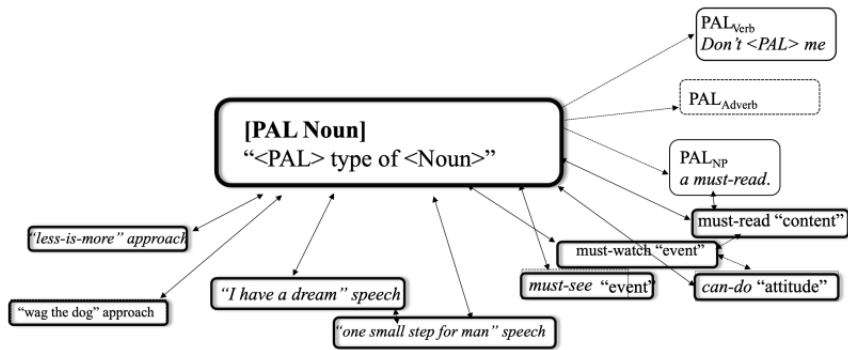 PALVerb
Don't <PAL> me
PALAdverb
[PAL Noun]
“<PAL> type of <Noun>”
PALNP
a must-read.
must-read “content”
“less-is-more” approach
must-watch “event”
must-see “event”
can-do “attitude”
“I have a dream” speech
“wag the dog” approach
“one small step for man” speech